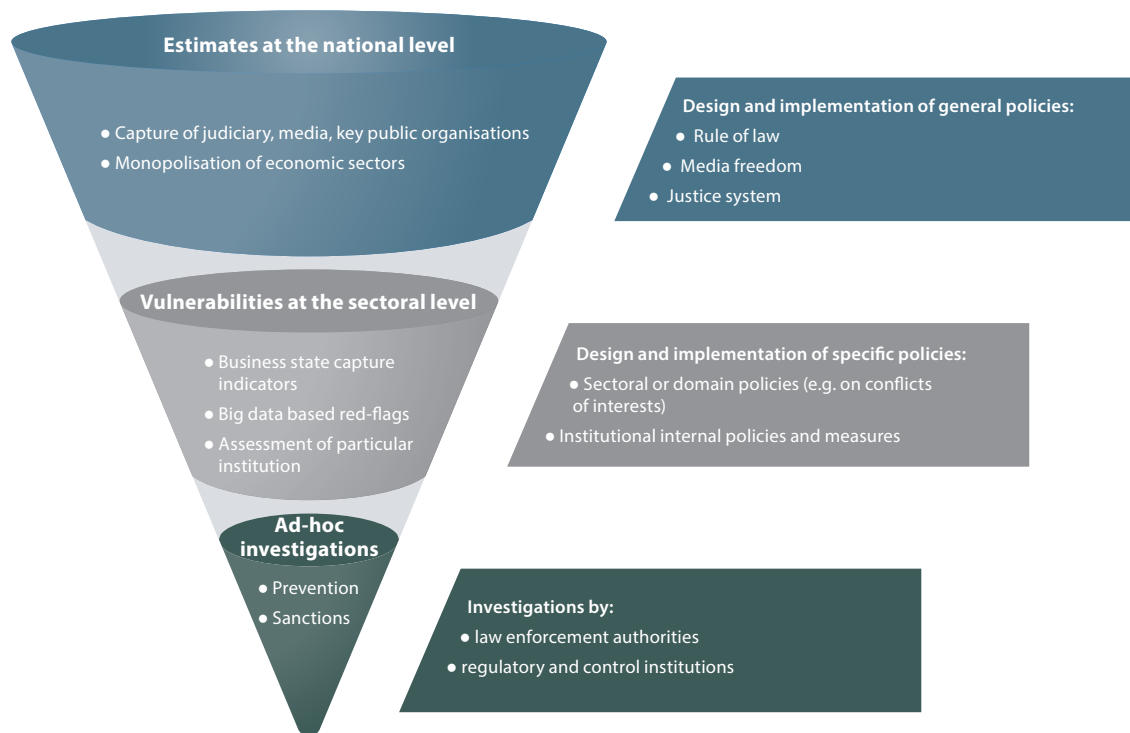 Estimates at the national level
● Capture of judiciary, media, key public organisations
● Monopolisation of economic sectors
Design and implementation of general policies:
● Rule of law
● Media freedom
● Justice system
Vulnerabilities at the sectoral level
● Business state capture
indicators
● Big data based red-flags
● Assessment of particular
institution
Design and implementation of specific policies:
● Sectoral or domain policies (e.g. on conflicts
of interests)
● Institutional internal policies and measures
Ad-hoc
investigations
● Prevention
● Sanctions
Investigations by:
● law enforcement authorities
● regulatory and control institutions